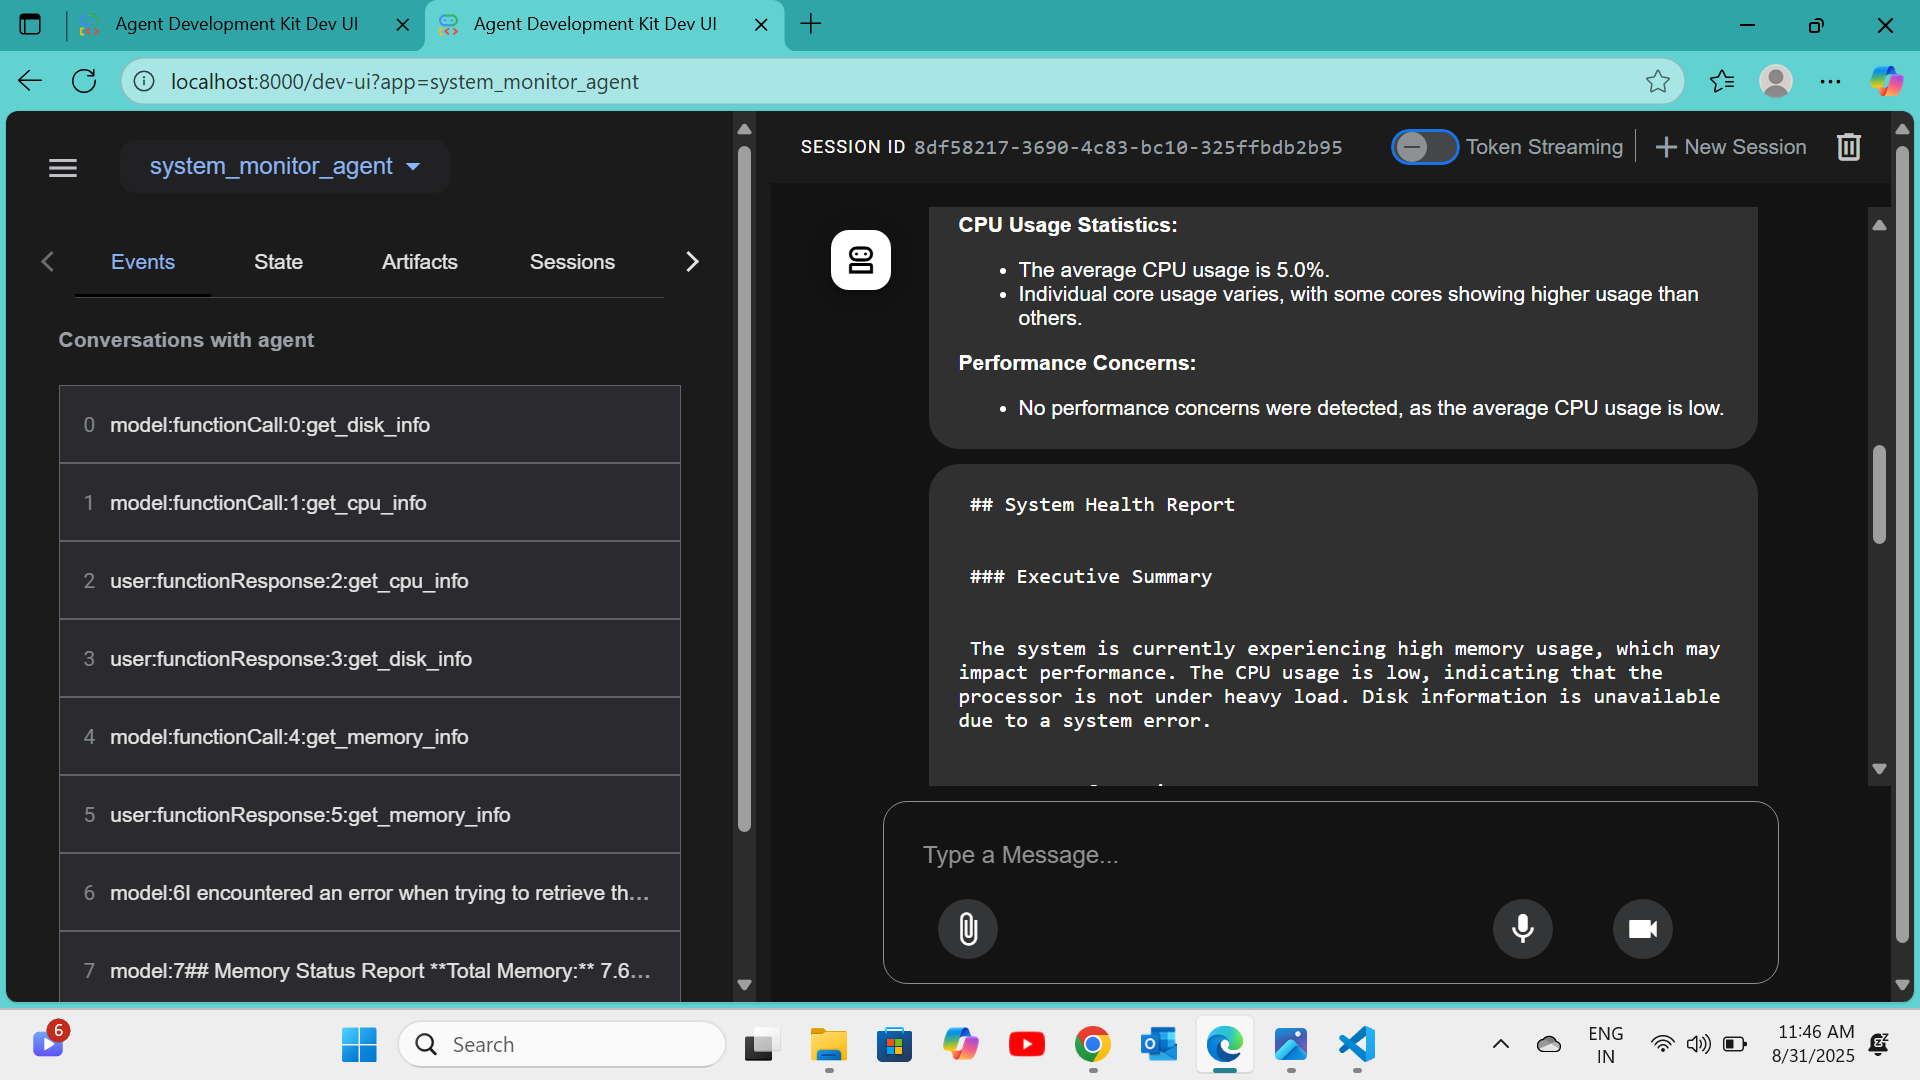 Agent Development Kit Dev UI
Agent Development Kit Dev UI
localhost:8000/dev-ui?app=system_monitor_agent
system_monitor_agent
SESSION ID 8df58217-3690-4c83-bc10-325ffbdb2b95
Token Streaming
New Session
Events
State
Artifacts
Sessions
Conversations with agent
0 model:functionCall:0:get_disk_info
1 model:functionCall:1:get_cpu_info
2 user:functionResponse:2:get_cpu_info
3 user:functionResponse:3:get_disk_info
4 model:functionCall:4:get_memory_info
5 user:functionResponse:5:get_memory_info
6 model:6I encountered an error when trying to retrieve th...
7 model:7## Memory Status Report **Total Memory:** 7.6...
CPU Usage Statistics:
• The average CPU usage is 5.0%.
• Individual core usage varies, with some cores showing higher usage than
others.
Performance Concerns:
• No performance concerns were detected, as the average CPU usage is low.
## System Health Report
### Executive Summary
The system is currently experiencing high memory usage, which may
impact performance. The CPU usage is low, indicating that the
processor is not under heavy load. Disk information is unavailable
due to a system error.
Type a Message...
6
Search
ENG
IN
11:46 AM
8/31/2025